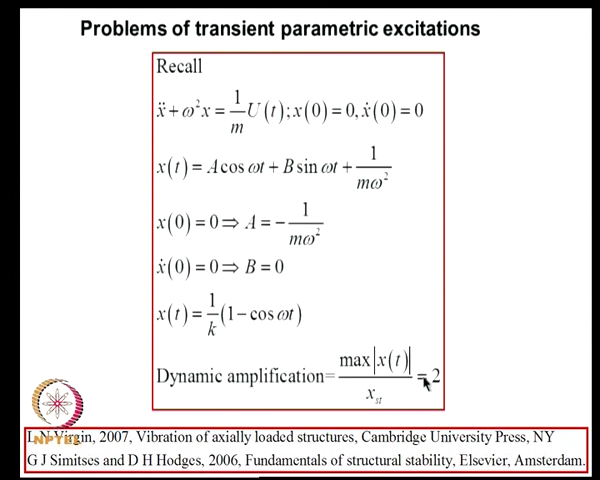 Problems of transient parametric excitations
Recall
ẍ + ω²x = 1/m U(t); x(0) = 0, ẋ(0) = 0
x(t) = A cos ωt + B sin ωt + 1/mω²
x(0) = 0 ⇒ A = − 1/mω²
ẋ(0) = 0 ⇒ B = 0
x(t) = 1/k (1 − cos ωt)
Dynamic amplification= max|x(t)|/x_st = 2
L N Virgin, 2007, Vibration of axially loaded structures, Cambridge University Press, NY
G J Simitses and D H Hodges, 2006, Fundamentals of structural stability, Elsevier, Amsterdam.
NPTEL